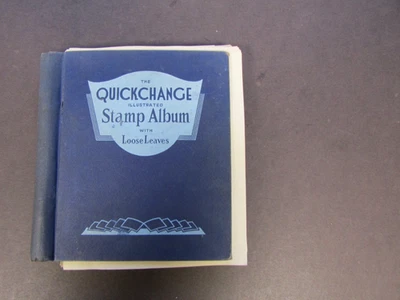 THE
QUICKCHANGE
ILLUSTRATED
Stamp Album
WITH
Loose Leaves